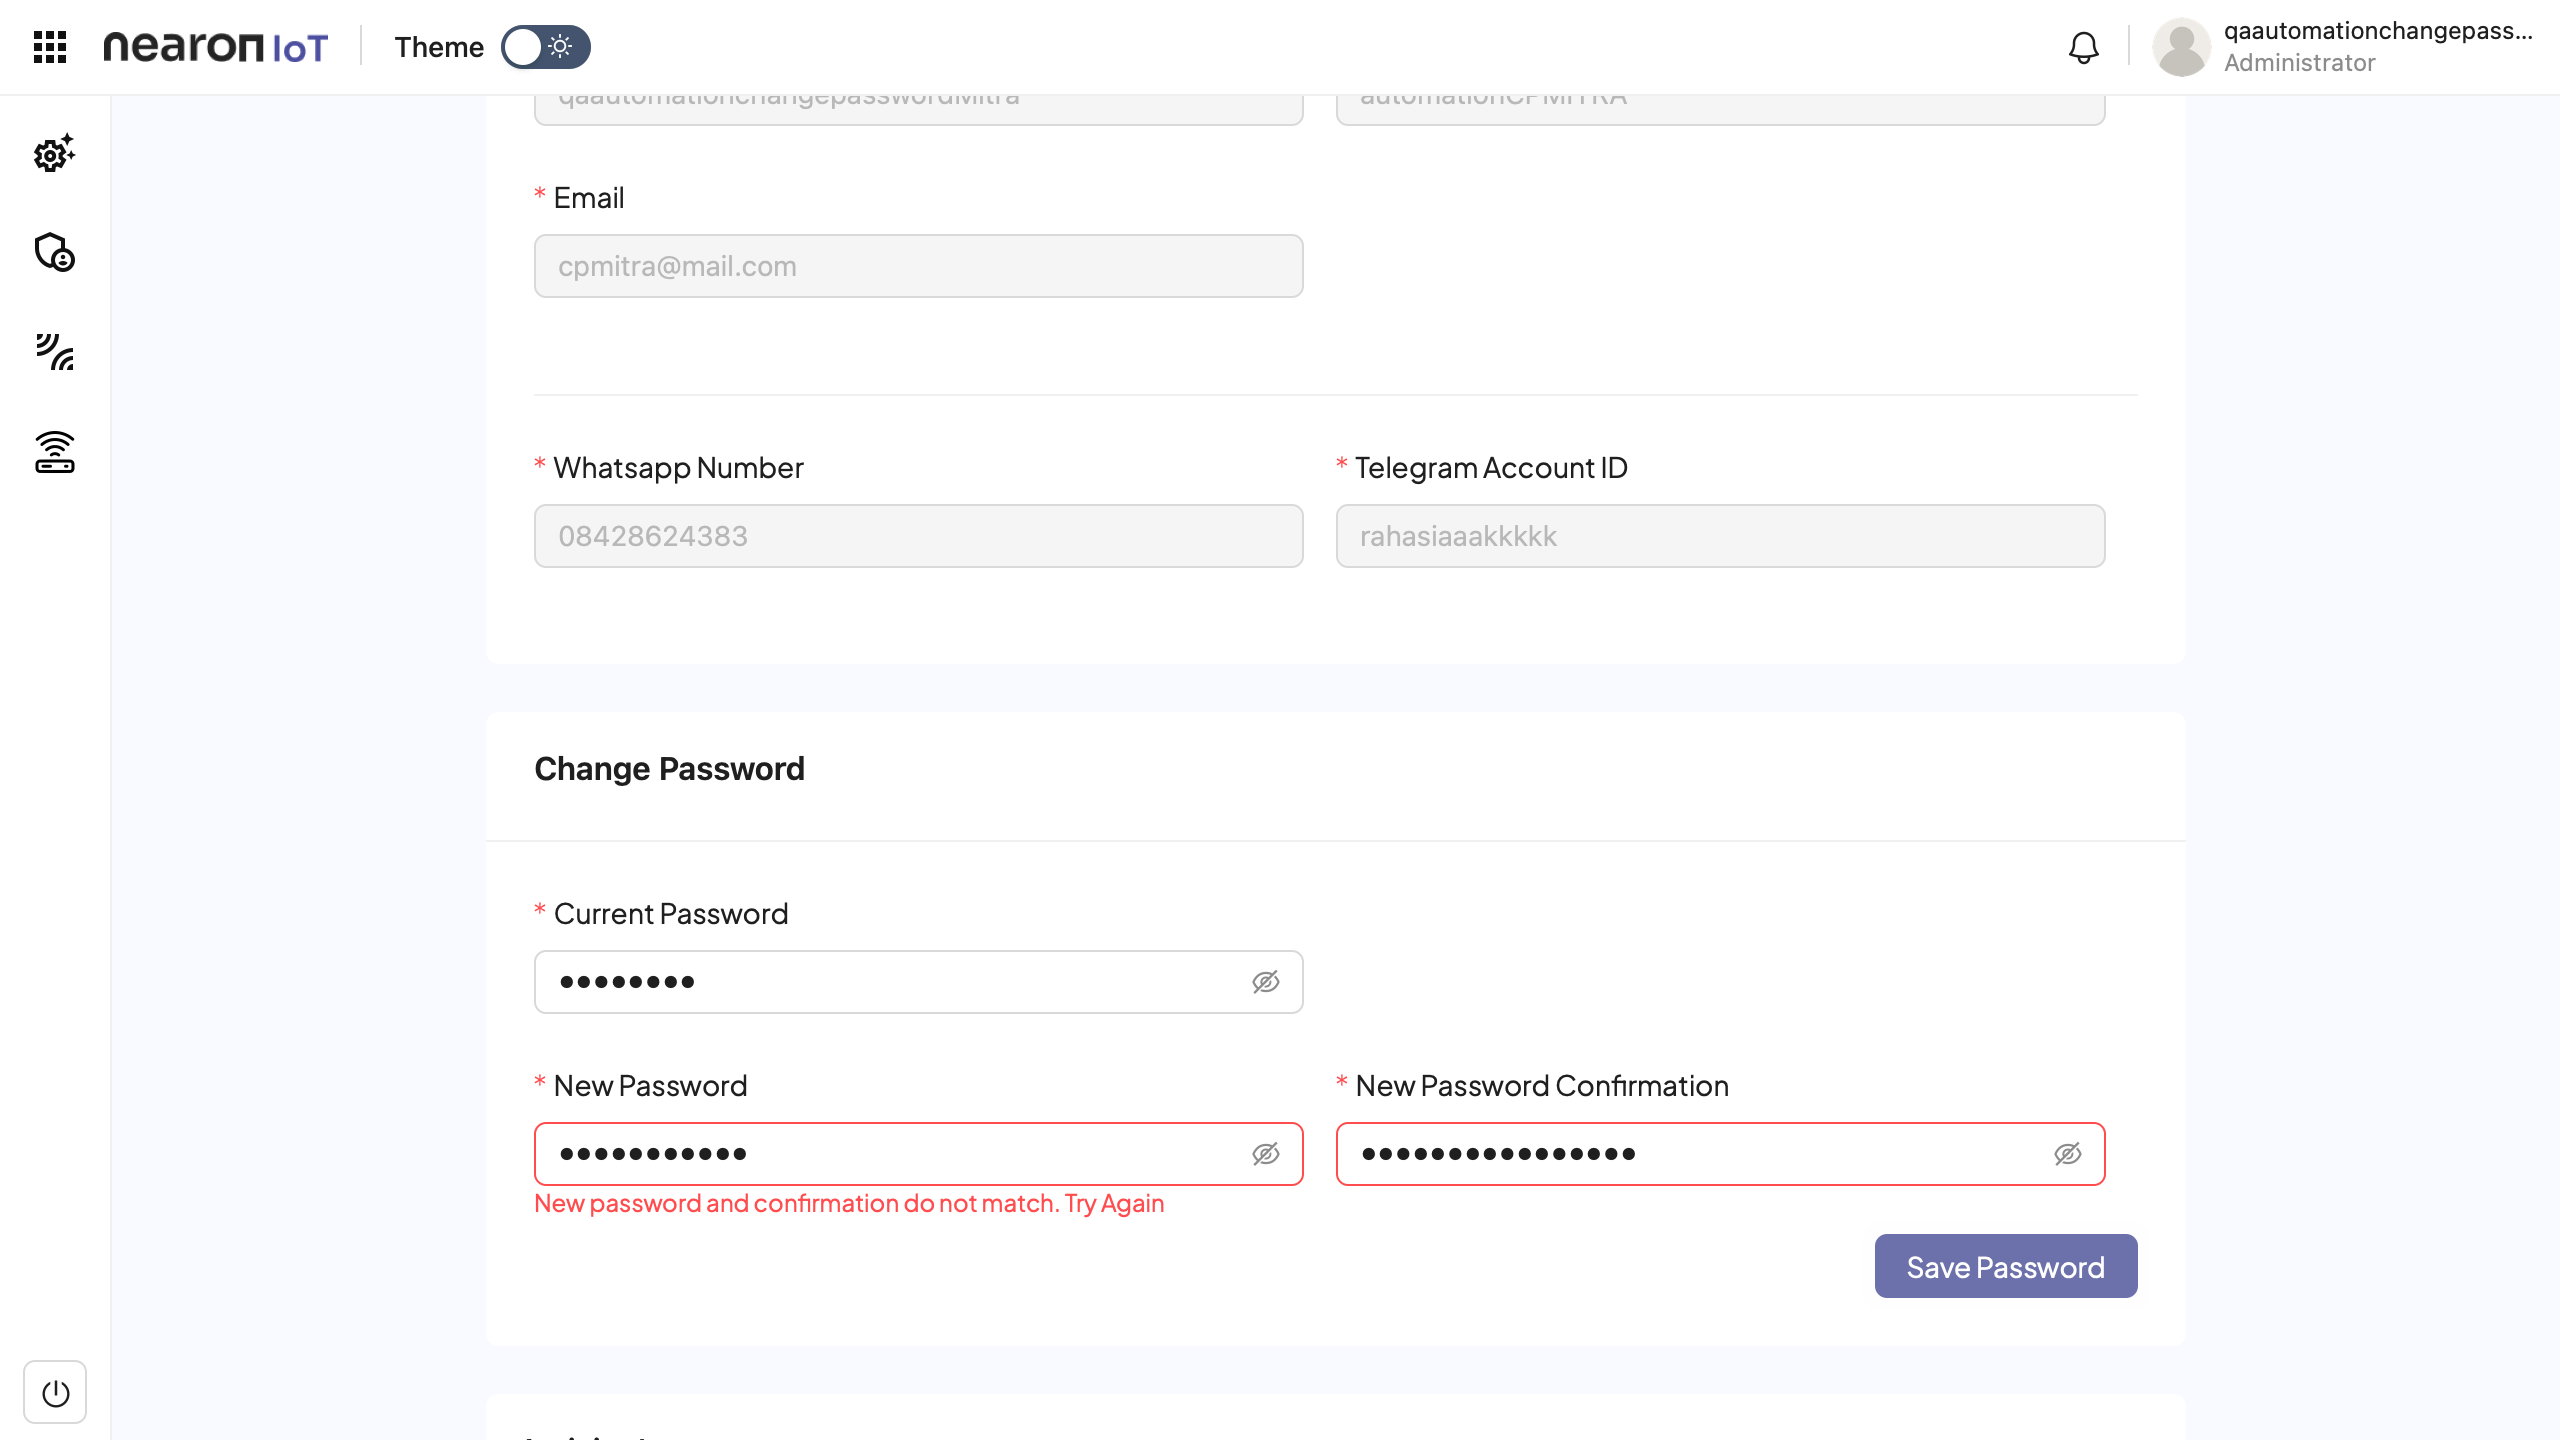 nearon IoT
Theme
qaautomationchangepass...
Administrator
qaautomationchangepasswordMitra
automationCPMITRA
* Email
cpmitra@mail.com
* Whatsapp Number
* Telegram Account ID
08428624383
rahasiaaakkkkk
Change Password
* Current Password
••••••••
* New Password
* New Password Confirmation
•••••••••••
••••••••••••••••
New password and confirmation do not match. Try Again
Save Password